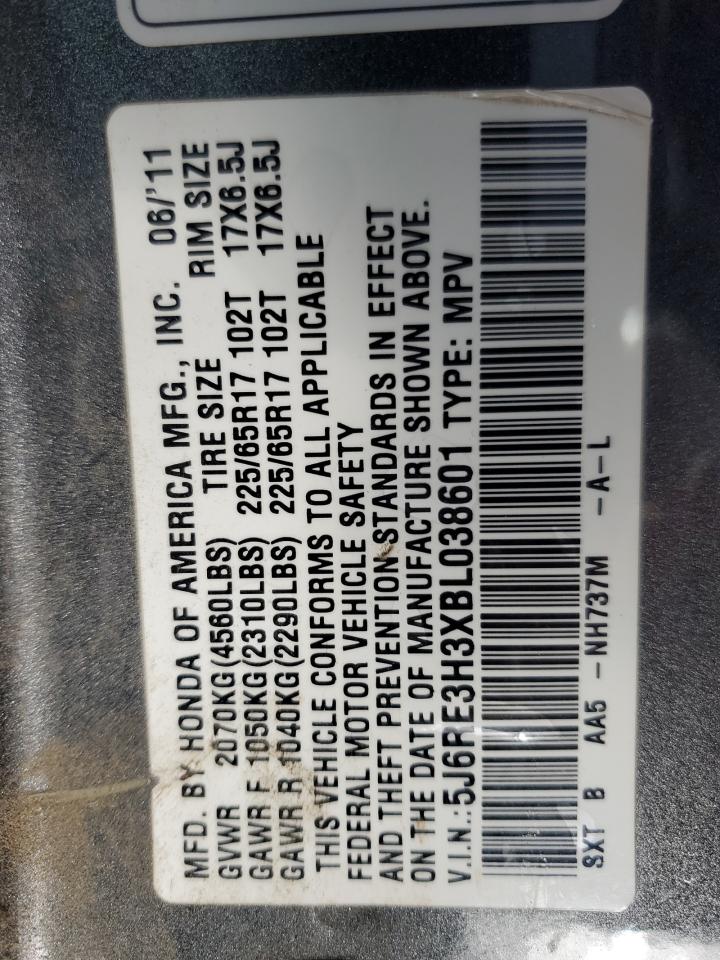 MFD. BY HONDA OF AMERICA MFG., INC. 06/'11
GVWR 2070KG(4560LBS) TIRE SIZE RIM SIZE
GAWR F 1050KG(2310LBS) 225/65R17 102T 17X6.5J
GAWR R 1040KG(2290LBS) 225/65R17 102T 17X6.5J
THIS VEHICLE CONFORMS TO ALL APPLICABLE
FEDERAL MOTOR VEHICLE SAFETY
AND THEFT PREVENTION STANDARDS IN EFFECT
ON THE DATE OF MANUFACTURE SHOWN ABOVE.
V.I.N.:5J6RE3H3XBL038601 TYPE: MPV
SXT B AA5 -NH737M -A-L